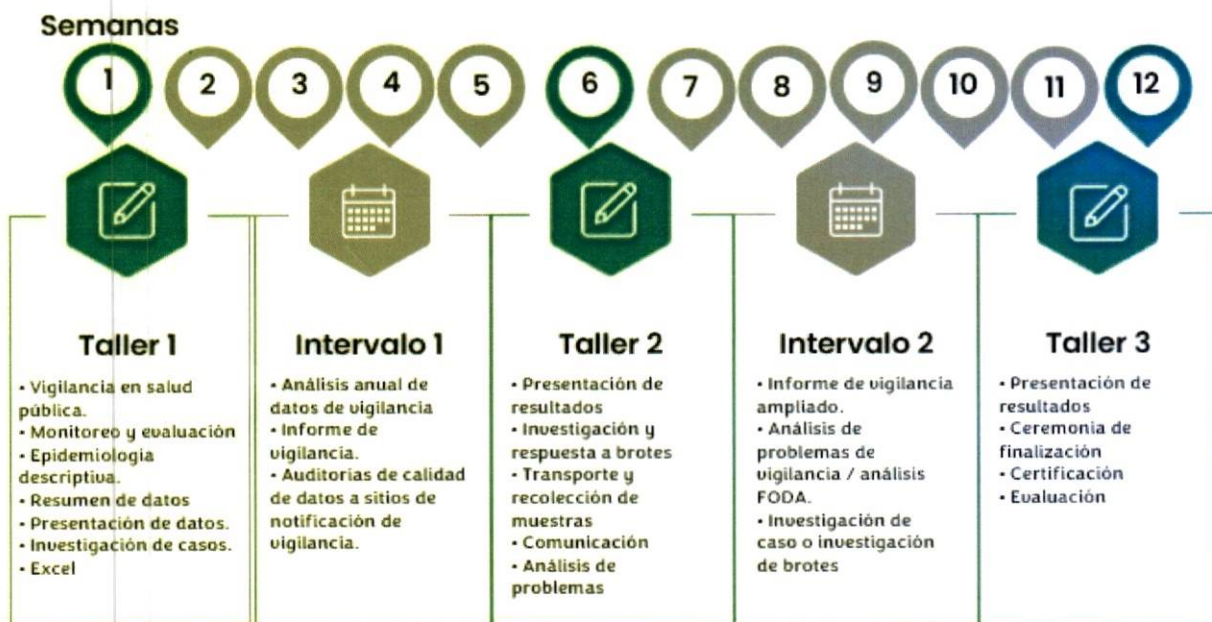 Semanas
1 2 3 4 5 6 7 8 9 10 11 12
Taller 1
• Vigilancia en salud
pública.
• Monitoreo y evaluación
• Epidemiologia
descriptiva.
• Resumen de datos
• Presentación de datos.
• Investigación de casos.
• Excel
Intervalo 1
• Análisis anual de
datos de vigilancia
• Informe de
vigilancia.
• Auditorias de calidad
de datos a sitios de
notificación de
vigilancia.
Taller 2
• Presentación de
resultados
• Investigación y
respuesta a brotes
• Transporte y
recolección de
muestras
• Comunicación
• Análisis de
problemas
Intervalo 2
• Informe de vigilancia
ampliado.
• Análisis de
problemas de
vigilancia / análisis
FODA.
• Investigación de
caso o investigación
de brotes
Taller 3
• Presentación de
resultados
• Ceremonia de
finalización
• Certificación
• Evaluación